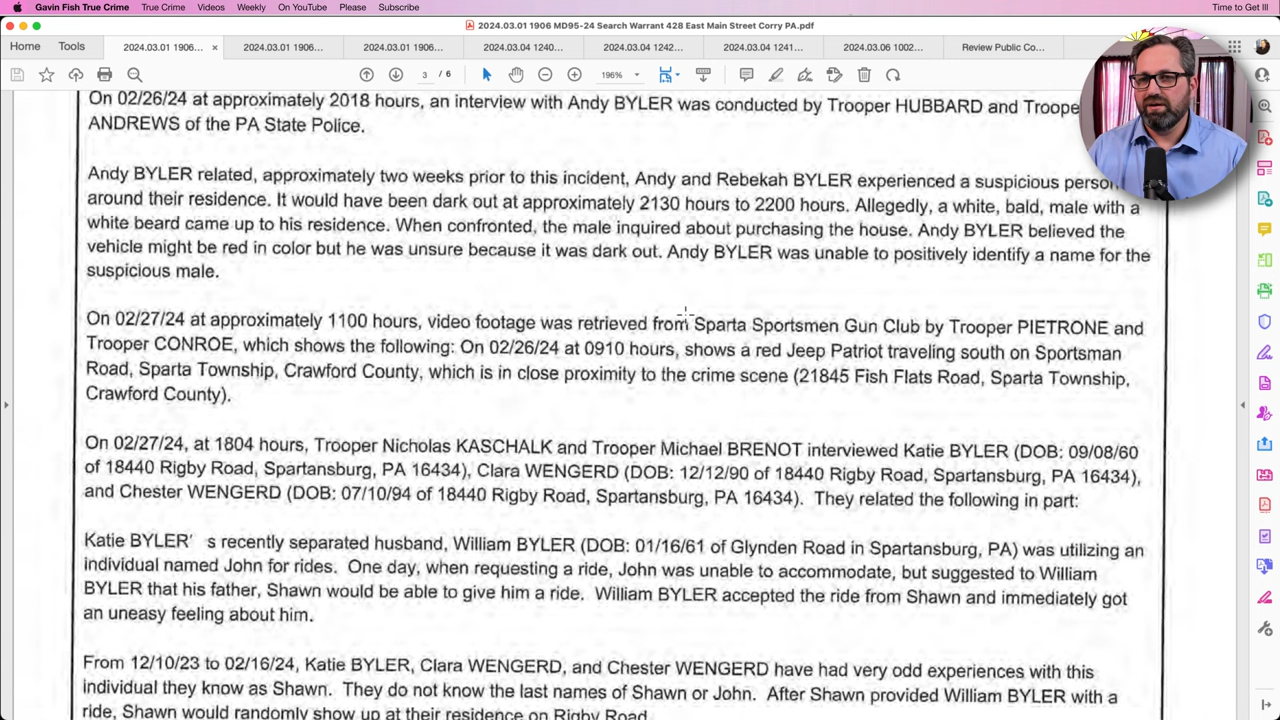 Gavin Fish True Crime True Crime Videos Weekly On YouTube Please Subscribe Time to Get Ill
2024.03.01 1906 MD95-24 Search Warrant 428 East Main Street Corry PA.pdf
Home Tools 2024.03.01 1906... × 2024.03.01 1906... 2024.03.01 1906... 2024.03.04 1240... 2024.03.04 1242... 2024.03.04 1241... 2024.03.06 1002... Review Public Co...
3 / 6 196%
On 02/26/24 at approximately 2018 hours, an interview with Andy BYLER was conducted by Trooper HUBBARD and Troope
ANDREWS of the PA State Police.
Andy BYLER related, approximately two weeks prior to this incident, Andy and Rebekah BYLER experienced a suspicious person
around their residence. It would have been dark out at approximately 2130 hours to 2200 hours. Allegedly, a white, bald, male with a
white beard came up to his residence. When confronted, the male inquired about purchasing the house. Andy BYLER believed the
vehicle might be red in color but he was unsure because it was dark out. Andy BYLER was unable to positively identify a name for the
suspicious male.
On 02/27/24 at approximately 1100 hours, video footage was retrieved from Sparta Sportsmen Gun Club by Trooper PIETRONE and
Trooper CONROE, which shows the following: On 02/26/24 at 0910 hours, shows a red Jeep Patriot traveling south on Sportsman
Road, Sparta Township, Crawford County, which is in close proximity to the crime scene (21845 Fish Flats Road, Sparta Township,
Crawford County).
On 02/27/24, at 1804 hours, Trooper Nicholas KASCHALK and Trooper Michael BRENOT interviewed Katie BYLER (DOB: 09/08/60
of 18440 Rigby Road, Spartansburg, PA 16434), Clara WENGERD (DOB: 12/12/90 of 18440 Rigby Road, Spartansburg, PA 16434),
and Chester WENGERD (DOB: 07/10/94 of 18440 Rigby Road, Spartansburg, PA 16434). They related the following in part:
Katie BYLER' s recently separated husband, William BYLER (DOB: 01/16/61 of Glynden Road in Spartansburg, PA) was utilizing an
individual named John for rides. One day, when requesting a ride, John was unable to accommodate, but suggested to William
BYLER that his father, Shawn would be able to give him a ride. William BYLER accepted the ride from Shawn and immediately got
an uneasy feeling about him.
From 12/10/23 to 02/16/24, Katie BYLER, Clara WENGERD, and Chester WENGERD have had very odd experiences with this
individual they know as Shawn. They do not know the last names of Shawn or John. After Shawn provided William BYLER with a
ride, Shawn would randomly show up at their residence on Rigby Road.